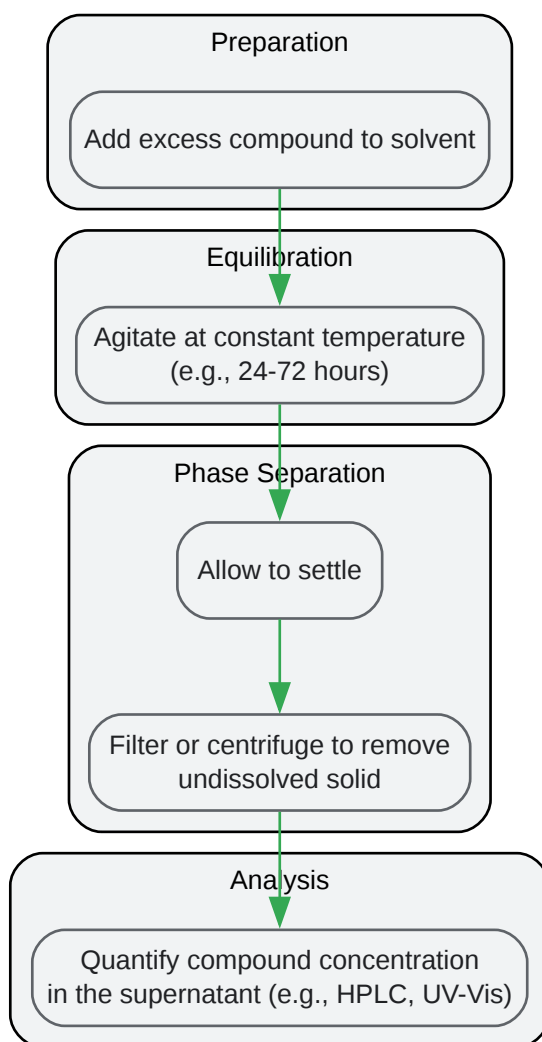 Preparation
Add excess compound to solvent
Equilibration
Agitate at constant temperature
(e.g., 24-72 hours)
Phase Separation
Allow to settle
Filter or centrifuge to remove
undissolved solid
Analysis
Quantify compound concentration
in the supernatant (e.g., HPLC, UV-Vis)